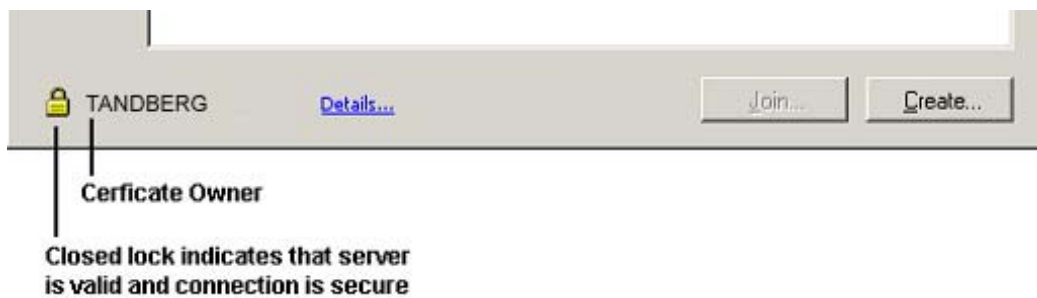 TANDBERG Details... Join... Create...
Cerficate Owner
Closed lock indicates that server
is valid and connection is secure